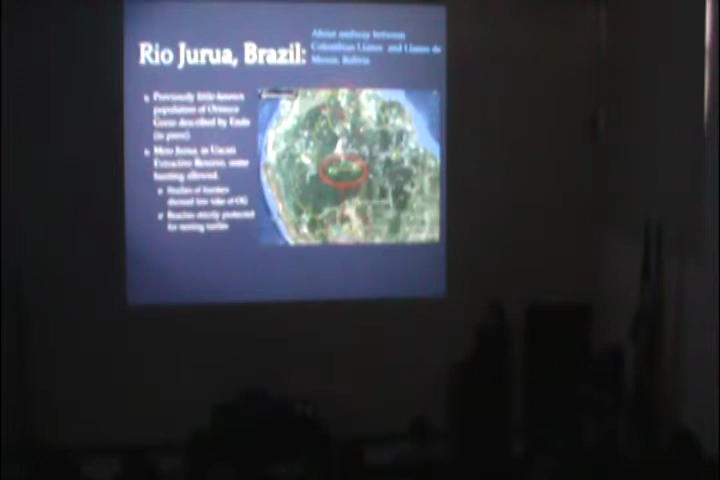 Rio Jurua, Brazil:
About midway between
Colombian Llanos and Llanos de
Moxos, Bolivia
Previously little-known
population of Orinoco
Geese described by Endo
(in press)
Meio Jurua, in Uacari
Extractive Reserve, some
hunting allowed.
Studies of hunters
showed low take of OG
Beaches strictly protected
for nesting turtles